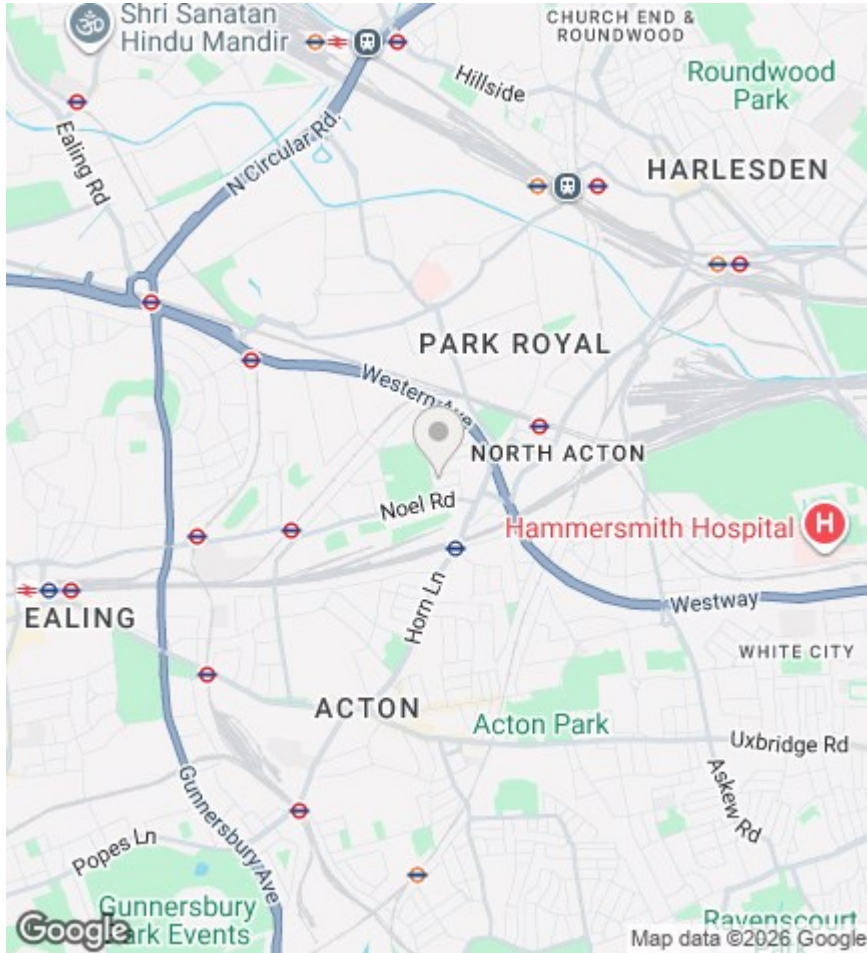 Shri Sanatan
Hindu Mandir
CHURCH END &
ROUNDWOOD
Hillside
Roundwood
Park
Ealing Rd
N Circular Rd.
HARLESDEN
PARK ROYAL
Western Ave
NORTH ACTON
Noel Rd
Hammersmith Hospital
H
Horn Ln
EALING
Westway
WHITE CITY
ACTON
Acton Park
Uxbridge Rd
Askew Rd
Gunnersbury Ave
Popes Ln
Gunnersbury
Park Events
Ravenscourt
Park
Google
Map data ©2026 Google